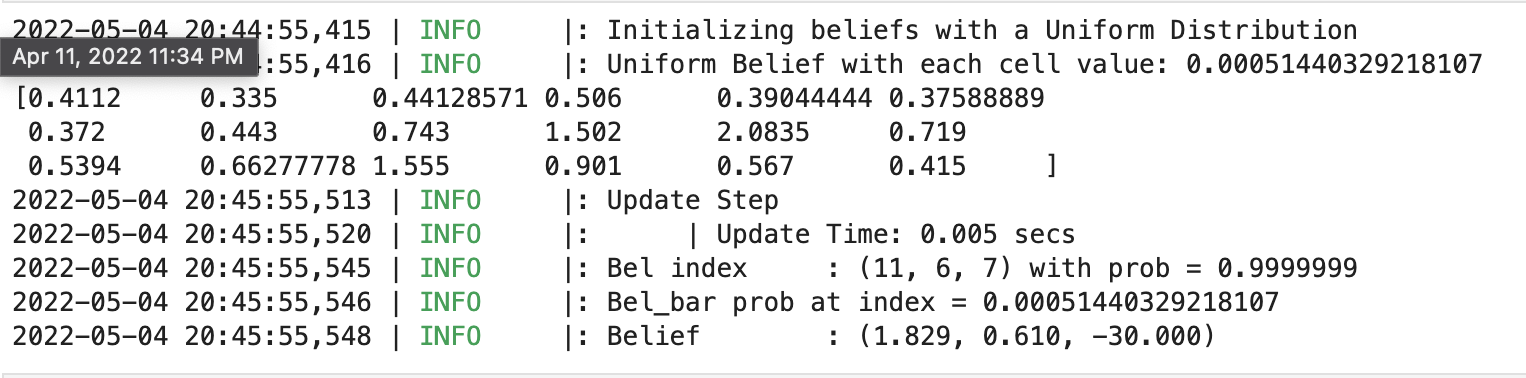 2022-05-04 20:44:55,415 | INFO     |: Initializing beliefs with a Uniform Distribution
Apr 11, 2022 11:34 PM
:55,416 | INFO     |: Uniform Belief with each cell value: 0.00051440329218107
[0.4112     0.335      0.44128571 0.506      0.39044444 0.37588889
 0.372      0.443      0.743      1.502      2.0835     0.719
 0.5394     0.66277778 1.555      0.901      0.567      0.415     ]
2022-05-04 20:45:55,513 | INFO     |: Update Step
2022-05-04 20:45:55,520 | INFO     |:      | Update Time: 0.005 secs
2022-05-04 20:45:55,545 | INFO     |: Bel index     : (11, 6, 7) with prob = 0.9999999
2022-05-04 20:45:55,546 | INFO     |: Bel_bar prob at index = 0.00051440329218107
2022-05-04 20:45:55,548 | INFO     |: Belief        : (1.829, 0.610, -30.000)